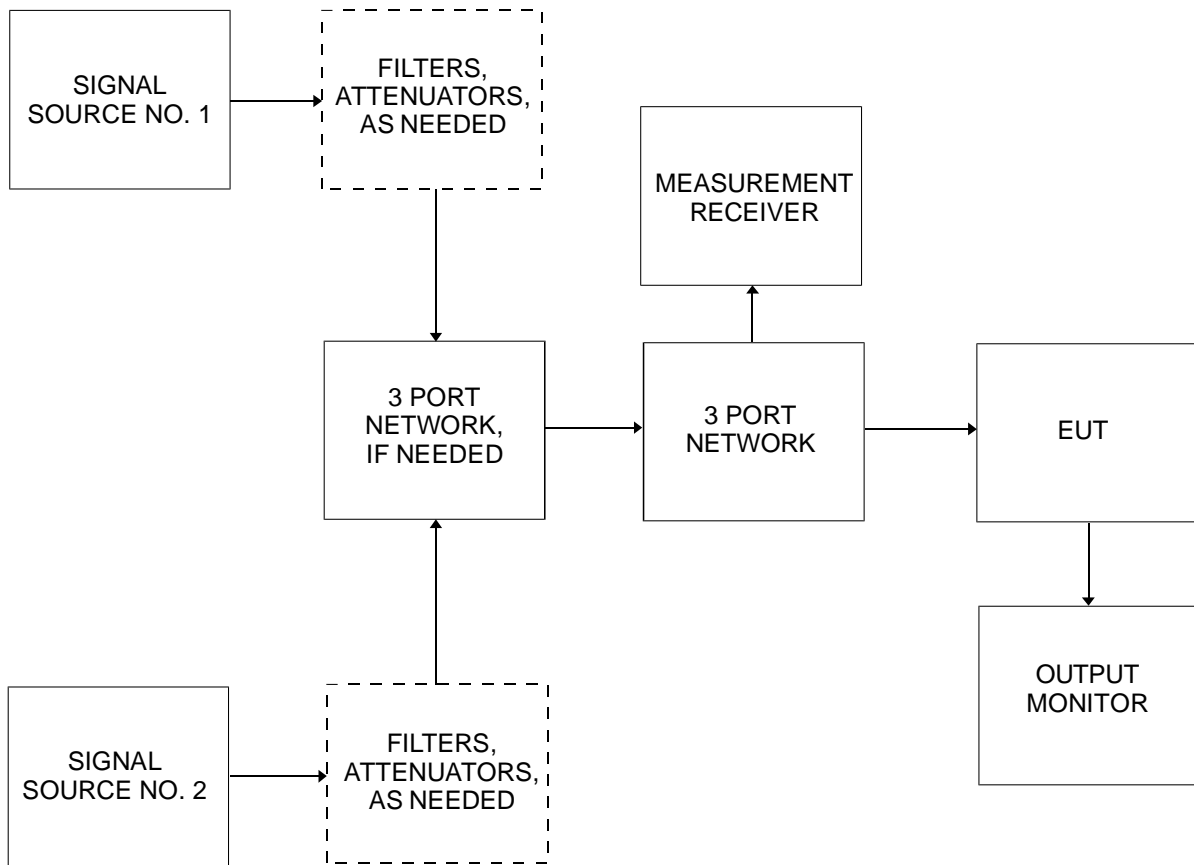 SIGNAL
SOURCE NO. 1
FILTERS,
ATTENUATORS,
AS NEEDED
MEASUREMENT
RECEIVER
3 PORT
NETWORK,
IF NEEDED
3 PORT
NETWORK
EUT
SIGNAL
SOURCE NO. 2
FILTERS,
ATTENUATORS,
AS NEEDED
OUTPUT
MONITOR